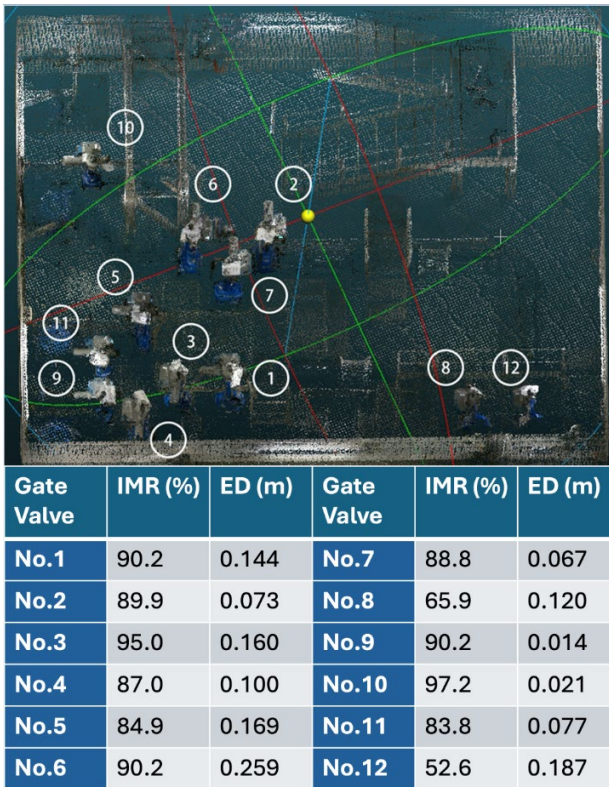 10
6
2
5
7
11
3
9
1
8
12
4
Gate Valve IMR (%) ED (m) Gate Valve IMR (%) ED (m)
No.1 90.2 0.144 No.7 88.8 0.067
No.2 89.9 0.073 No.8 65.9 0.120
No.3 95.0 0.160 No.9 90.2 0.014
No.4 87.0 0.100 No.10 97.2 0.021
No.5 84.9 0.169 No.11 83.8 0.077
No.6 90.2 0.259 No.12 52.6 0.187